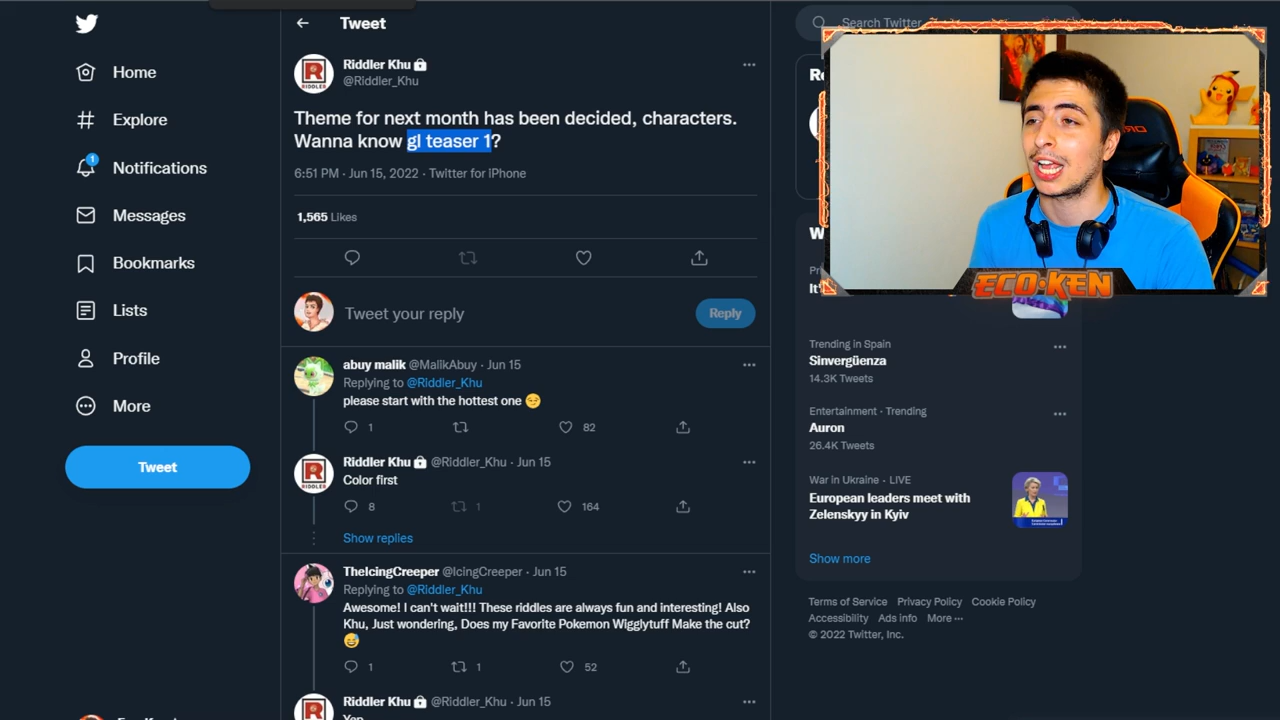 Home
Explore
1
Notifications
Messages
Bookmarks
Lists
Profile
More
Tweet
Tweet
Riddler Khu
@Riddler_Khu
R
RIDDLER
Theme for next month has been decided, characters.
Wanna know gl teaser 1?
6:51 PM · Jun 15, 2022 · Twitter for iPhone
1,565 Likes
Tweet your reply
Reply
abuy malik @MalikAbuy · Jun 15
Replying to @Riddler_Khu
please start with the hottest one 😏
1
82
R
RIDDLER
Riddler Khu @Riddler_Khu · Jun 15
Color first
8
1
164
Show replies
TheIcingCreeper @IcingCreeper · Jun 15
Replying to @Riddler_Khu
Awesome! I can't wait!!! These riddles are always fun and interesting! Also
Khu, Just wondering, Does my Favorite Pokemon Wigglytuff Make the cut?
😅
1
1
52
Riddler Khu @Riddler_Khu · Jun 15
Yep
Search Twitter
ECO·KEN
Trending in Spain
Sinvergüenza
14.3K Tweets
Entertainment · Trending
Auron
26.4K Tweets
War in Ukraine · LIVE
European leaders meet with
Zelenskyy in Kyiv
Show more
Terms of Service Privacy Policy Cookie Policy
Accessibility Ads info More ···
© 2022 Twitter, Inc.